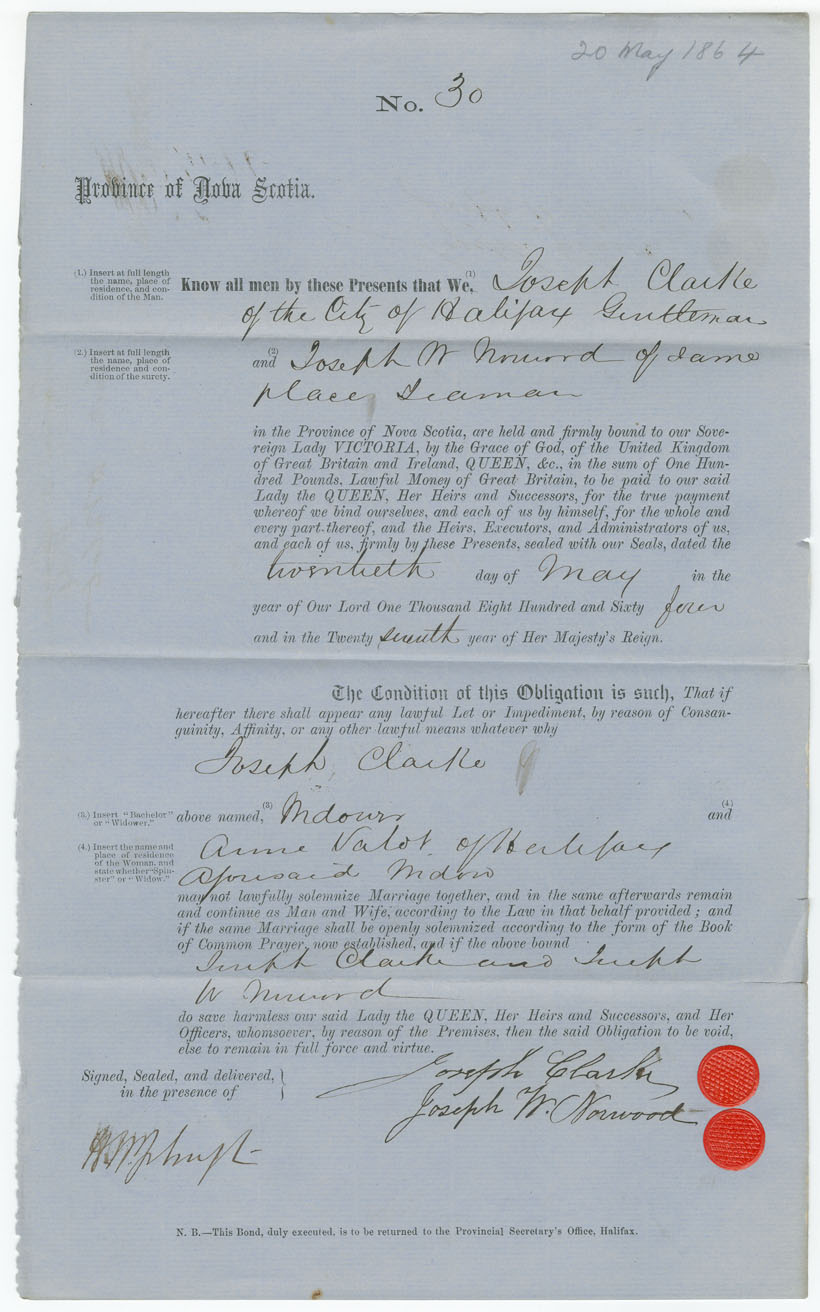 20 May 1864
No. 30
Province of Nova Scotia.
(1.) Insert at full length
the name, place of
residence, and con-
dition of the Man.
Know all men by these Presents that We, (1) Joseph Clarke
of the City of Halifax Gentleman
(2.) Insert at full length
the name, place of
residence and con-
dition of the surety.
and (2) Joseph W Norwood of same
place Seaman
in the Province of Nova Scotia, are held and firmly bound to our Sove-
reign Lady VICTORIA, by the Grace of God, of the United Kingdom
of Great Britain and Ireland, QUEEN, &c., in the sum of One Hun-
dred Pounds, Lawful Money of Great Britain, to be paid to our said
Lady the QUEEN, Her Heirs and Successors, for the true payment
whereof we bind ourselves, and each of us by himself, for the whole and
every part thereof, and the Heirs, Executors, and Administrators of us,
and each of us, firmly by these Presents, sealed with our Seals, dated the
twentieth day of May in the
year of Our Lord One Thousand Eight Hundred and Sixty four
and in the Twenty seventh year of Her Majesty's Reign.
The Condition of this Obligation is such, That if
hereafter there shall appear any lawful Let or Impediment, by reason of Consan-
guinity, Affinity, or any other lawful means whatever why
Joseph Clarke
(3.) Insert "Bachelor"
or "Widower."
above named, (3) Widower and (4)
(4.) Insert the name and
place of residence
of the Woman, and
state whether "Spin-
ster" or "Widow."
Anne of Halifax
aforesaid Widow
may not lawfully solemnize Marriage together, and in the same afterwards remain
and continue as Man and Wife, according to the Law in that behalf provided; and
if the same Marriage shall be openly solemnized according to the form of the Book
of Common Prayer, now established, and if the above bound
Joseph Clarke and Joseph
W Norwood
do save harmless our said Lady the QUEEN, Her Heirs and Successors, and Her
Officers, whomsoever, by reason of the Premises, then the said Obligation to be void,
else to remain in full force and virtue.
Signed, Sealed, and delivered,
in the presence of
Joseph Clarke
Joseph W. Norwood
N. B.—This Bond, duly executed, is to be returned to the Provincial Secretary's Office, Halifax.